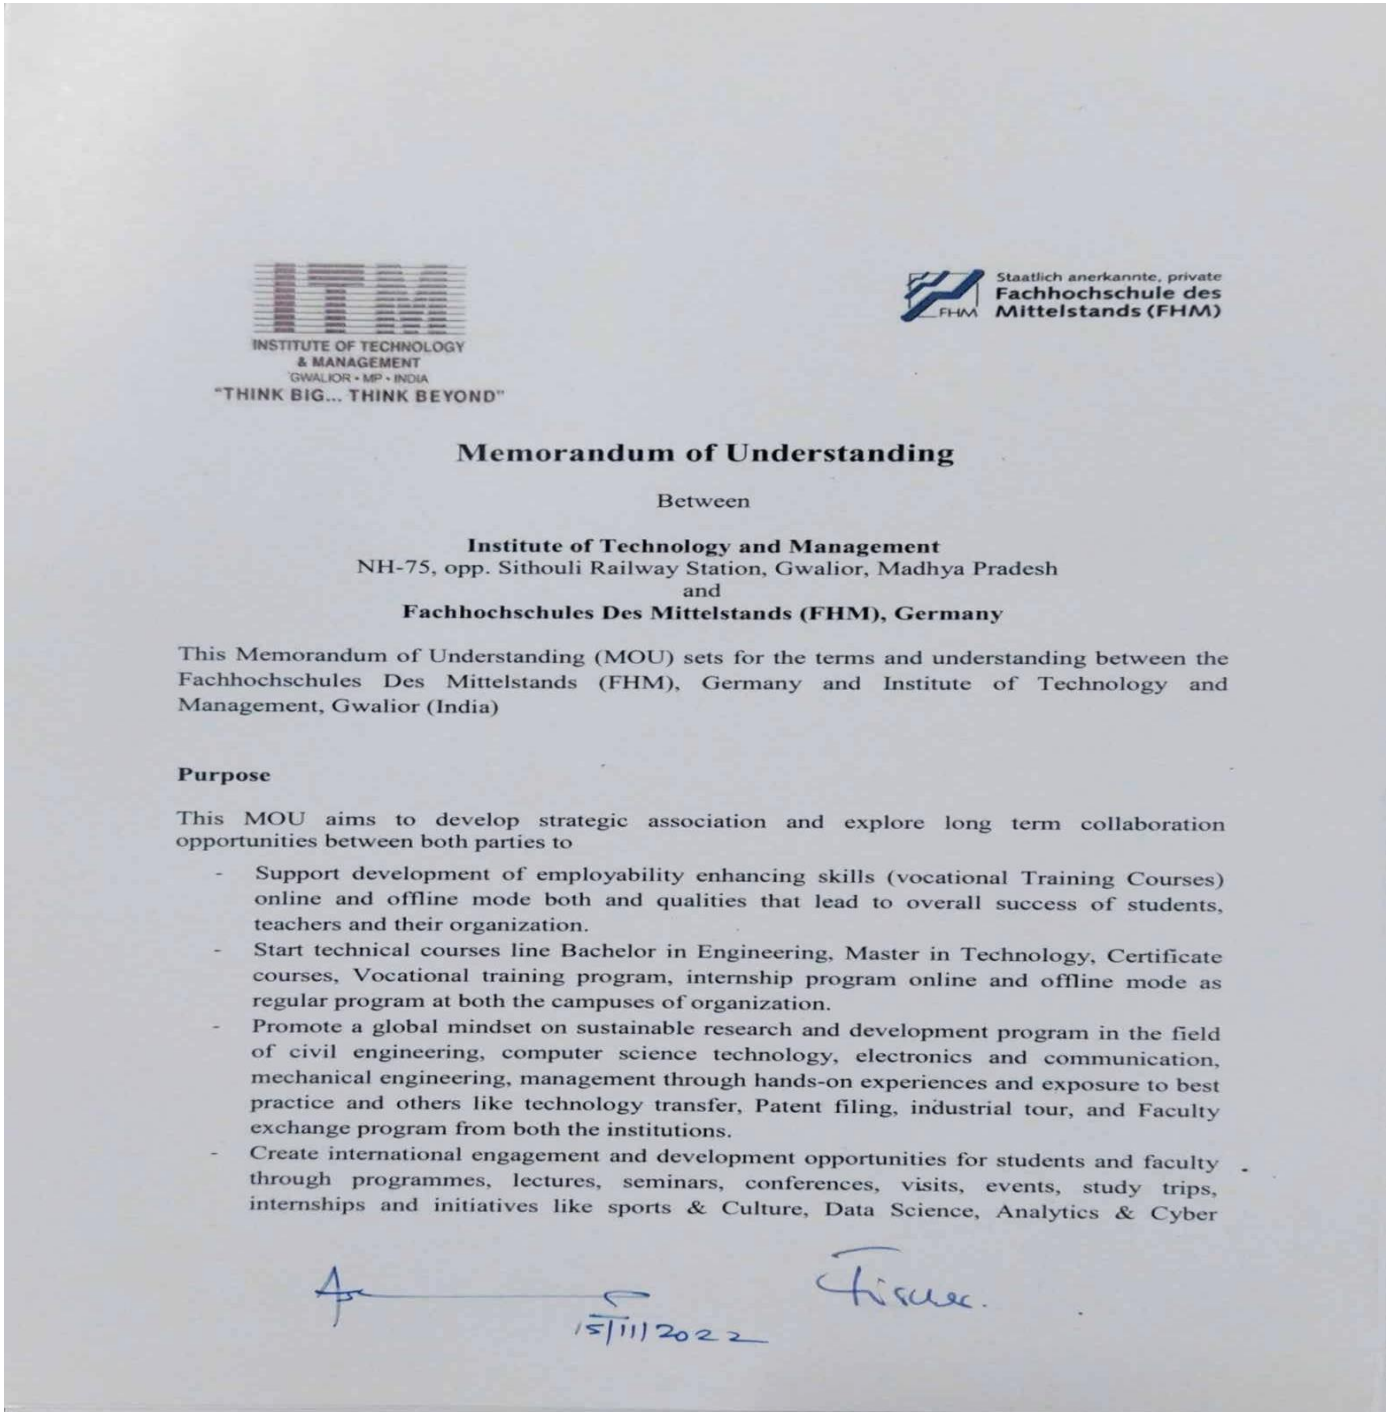 ITM
INSTITUTE OF TECHNOLOGY
& MANAGEMENT
GWALIOR • MP • INDIA
"THINK BIG... THINK BEYOND"
FHM
Staatlich anerkannte, private
Fachhochschule des
Mittelstands (FHM)
Memorandum of Understanding
Between
Institute of Technology and Management
NH-75, opp. Sithouli Railway Station, Gwalior, Madhya Pradesh
and
Fachhochschules Des Mittelstands (FHM), Germany
This Memorandum of Understanding (MOU) sets for the terms and understanding between the
Fachhochschules Des Mittelstands (FHM), Germany and Institute of Technology and
Management, Gwalior (India)
Purpose
This MOU aims to develop strategic association and explore long term collaboration
opportunities between both parties to
- Support development of employability enhancing skills (vocational Training Courses)
online and offline mode both and qualities that lead to overall success of students,
teachers and their organization.
- Start technical courses line Bachelor in Engineering, Master in Technology, Certificate
courses, Vocational training program, internship program online and offline mode as
regular program at both the campuses of organization.
- Promote a global mindset on sustainable research and development program in the field
of civil engineering, computer science technology, electronics and communication,
mechanical engineering, management through hands-on experiences and exposure to best
practice and others like technology transfer, Patent filing, industrial tour, and Faculty
exchange program from both the institutions.
- Create international engagement and development opportunities for students and faculty
through programmes, lectures, seminars, conferences, visits, events, study trips,
internships and initiatives like sports & Culture, Data Science, Analytics & Cyber
Fischer.
15/11/2022